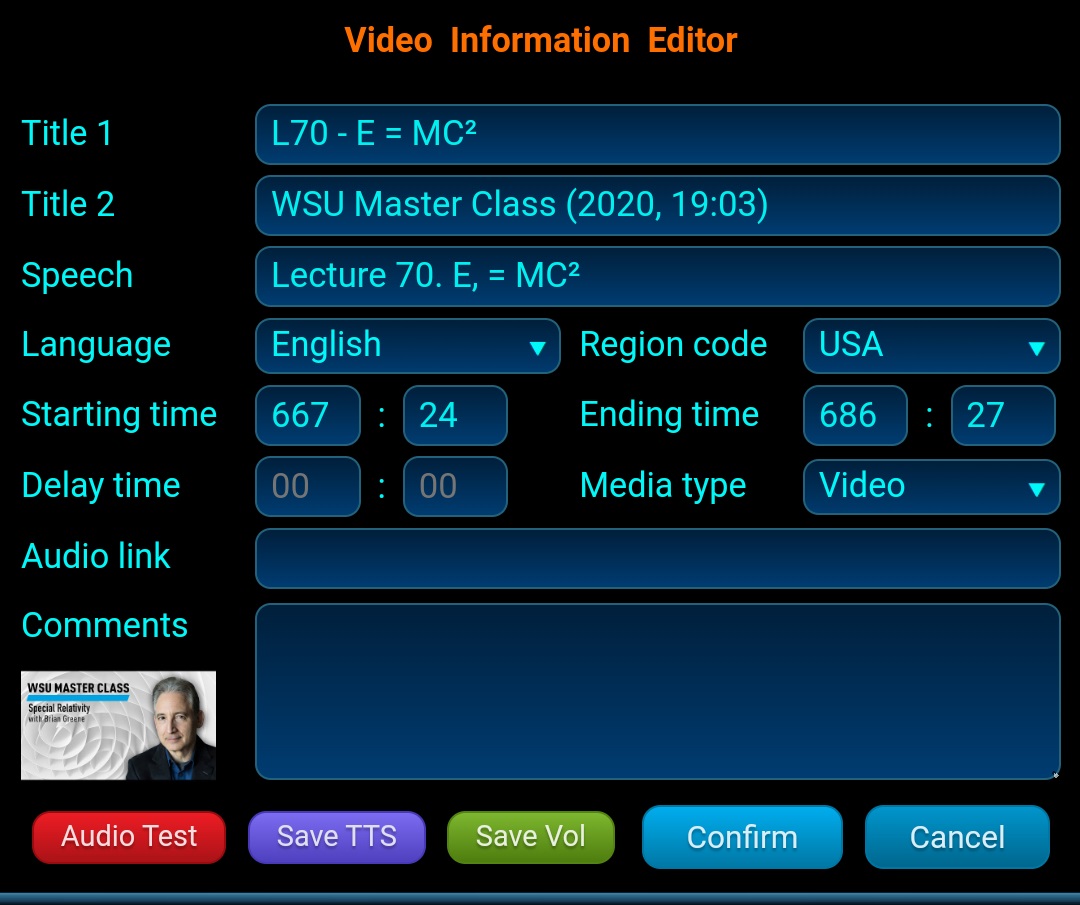 Video Information Editor
Title 1 L70 - E = MC²
Title 2 WSU Master Class (2020, 19:03)
Speech Lecture 70. E, = MC²
Language English ▼ Region code USA ▼
Starting time 667 : 24 Ending time 686 : 27
Delay time 00 : 00 Media type Video ▼
Audio link
Comments
WSU MASTER CLASS
Special Relativity
with Brian Greene
Audio Test Save TTS Save Vol Confirm Cancel